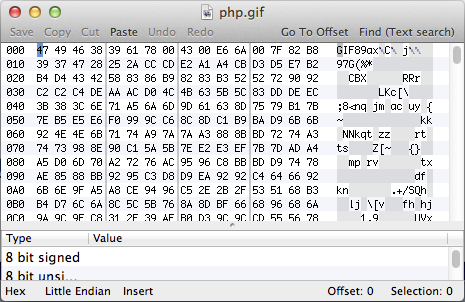 php.gif
Save Copy Cut Paste Undo Redo Go To Offset Find (Text search)
000 47 49 46 38 39 61 78 00 43 00 E6 6A 00 7F 82 B8 GIF89ax\C\ j\
010 39 37 47 28 25 2A CC CD E2 A1 A4 CB D3 D5 E7 B7 97G(%*
020 B4 D4 43 42 58 83 86 B9 82 83 B3 52 52 72 90 92 CBX RRr
030 C2 C2 C4 DE AA AC D0 4C 4B 63 5B 5C 83 DD DE EC LKc[\
040 3B 38 3C 6E 71 A5 6A 6D 9D 61 63 8D 75 79 B1 7B ;8<nq jm ac uy {
050 7E B5 E5 E6 F0 99 9C C6 8C 8D C1 B9 BA D9 6B 6B ~ kk
060 92 4E 4E 6B 71 74 A9 7A 7A A3 88 8B BD 72 74 A3 NNkqt zz rt
070 74 73 98 8E 90 C1 5A 5B 7E E2 E3 EF 7B 7D AD A4 ts Z[~ {}
080 A5 D0 6D 70 A2 72 76 AC 95 96 C8 BB BD D9 74 78 mp rv tx
090 AE 85 88 BB 92 95 C3 D8 D9 EA 92 93 BC 64 66 92 df
0A0 6B 6E 9F A5 A8 CE 94 96 C5 2E 2B 2F 53 51 68 B3 kn .+/SQh
0B0 B4 D7 6C 6A 8C 5C 5B 76 8A 8D BF 66 68 96 68 6A lj \[v fh hj
Type Value
8 bit signed
8 bit unsi...
Hex Little Endian Insert Offset: 0 Selection: 0